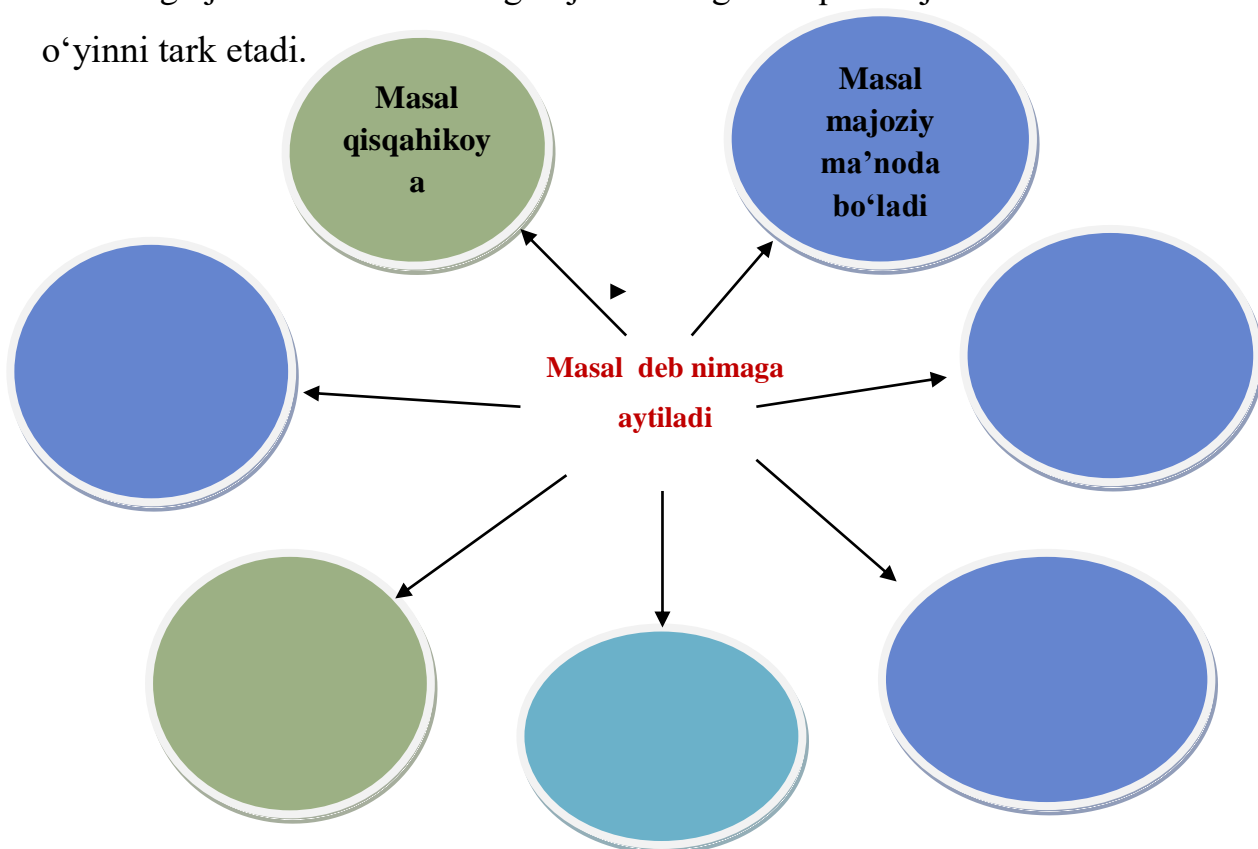 o‘yinni tark etadi.
Masal
qisqahikoy
a
Masal
majoziy
ma’noda
bo‘ladi
Masal deb nimaga
aytiladi